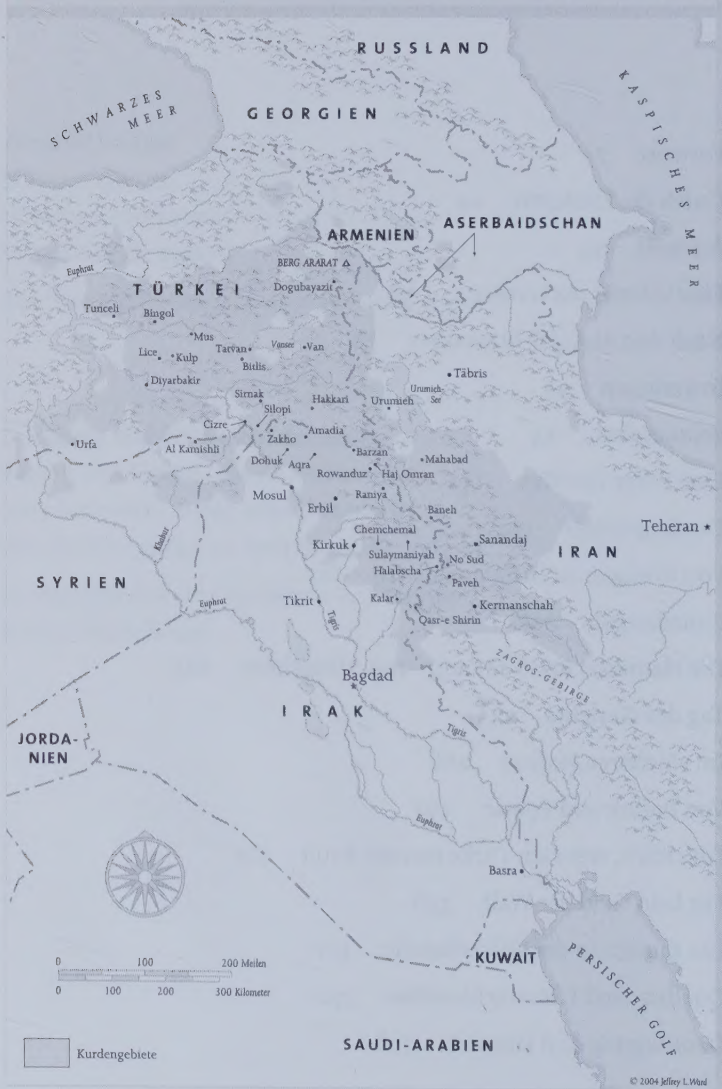 RUSSLAND
KASPISCHES MEER
SCHWARZES
MEER
GEORGIEN
ARMENIEN
ASERBAIDSCHAN
BERG ARARAT
Dogubayazit
Euphrat
TÜRKEI
Tunceli
Bingol
Mus
Tarvan
Vansee
Van
Lice
Kulp
Bitlis
Täbris
Diyarbakir
Urumieh
See
Sirnak
Hakkari
Urumieh
Silopi
Cizre
Zakho
Amadia
Urfa
Al Kamishli
Dohuk
Aqra
Barzan
Mahabad
Rowanduz
Haj Omran
Mosul
Raniya
Erbil
Baneh
Chemchemal
Teheran
Khabur
Kirkuk
Sanandaj
Sulaymaniyah
No Sud
IRAN
Halabscha
Paveh
SYRIEN
Euphrat
Tikrit
Tigris
Kalar
Kermanschah
Qasr-e Shirin
ZAGROS-GEBIRGE
Bagdad
IRAK
Tigris
JORDA-
NIEN
Euphrat
Basra
KUWAIT
PERSISCHER GOLF
0 100 200 Meilen
0 100 200 300 Kilometer
SAUDI-ARABIEN
Kurdengebiete
© 2004 Jeffrey L. Ward